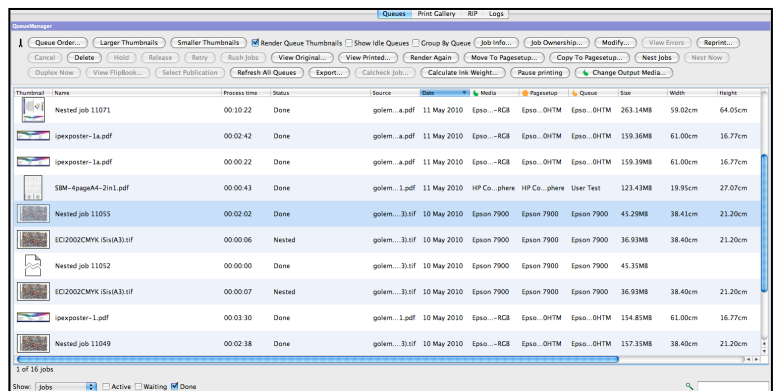 Queues Print Gallery RIP Logs
QueueManager
Queue Order... Larger Thumbnails Smaller Thumbnails Render Queue Thumbnails Show Idle Queues Group By Queue Job Info... Job Ownership... Modify... View Errors Reprint...
Cancel Delete Hold Release Retry Rush Jobs View Original... View Printed... Render Again Move To Pagesetup... Copy To Pagesetup... Nest Jobs Nest Now
Duplex Now View FlipBook... Select Publication Refresh All Queues Export... Calcheck Job... Calculate Ink Weight... Pause printing Change Output Media...
Thumbnail Name Process time Status Source Date Media Pagesetup Queue Size Width Height
Nested job 11071 00:10:22 Done golem...a.pdf 11 May 2010 Epso...-RGB Epso...0HTM Epso...0HTM 263.14MB 59.02cm 64.05cm
ipexposter-1a.pdf 00:02:42 Done golem...a.pdf 11 May 2010 Epso...-RGB Epso...0HTM Epso...0HTM 159.36MB 61.00cm 16.77cm
ipexposter-1a.pdf 00:00:22 Done golem...a.pdf 11 May 2010 Epso...-RGB Epso...0HTM Epso...0HTM 159.39MB 61.00cm 16.77cm
SBM-4pageA4-2in1.pdf 00:00:43 Done golem...1.pdf 11 May 2010 HP Co...phere HP Co...phere User Test 123.43MB 19.95cm 27.07cm
Nested job 11055 00:02:02 Done golem....3).tif 10 May 2010 Epson 7900 Epson 7900 Epson 7900 45.29MB 38.41cm 21.20cm
ECI2002CMYK iSis(A3).tif 00:00:06 Nested golem....3).tif 10 May 2010 Epson 7900 Epson 7900 Epson 7900 36.93MB 38.40cm 21.20cm
Nested job 11052 00:00:00 Done golem....3).tif 10 May 2010 Epson 7900 Epson 7900 Epson 7900 45.35MB
ECI2002CMYK iSis(A3).tif 00:00:07 Nested golem....3).tif 10 May 2010 Epson 7900 Epson 7900 Epson 7900 36.93MB 38.40cm 21.20cm
ipexposter-1.pdf 00:03:30 Done golem...1.pdf 10 May 2010 Epso...-RGB Epso...0HTM Epso...0HTM 154.85MB 61.00cm 16.77cm
Nested job 11049 00:02:38 Done golem....3).tif 10 May 2010 Epso...-RGB Epso...0HTM Epso...0HTM 157.35MB 38.40cm 21.20cm
1 of 16 jobs
Show: Jobs Active Waiting Done